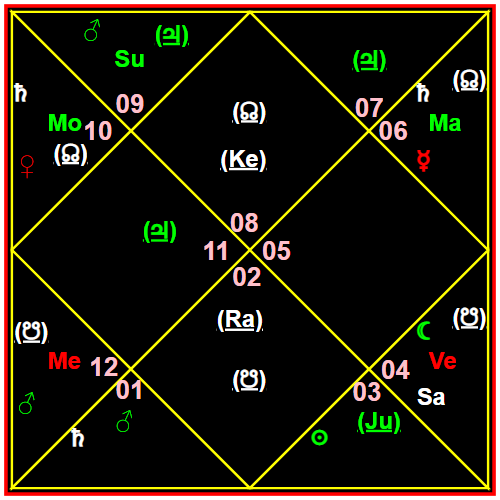 ♂ (♃)
Su (♃)
♄ ♄ (☊)
09 (☊) 07
Mo 10 06 Ma
(☊) (Ke)
♀ ☿
(♃) 08
11 05
02
(Ra)
(☋) ☾ (☋)
Me 12 04 Ve
(☋)
01 03 Sa
♂ ♂ (Ju)
♄ ☉